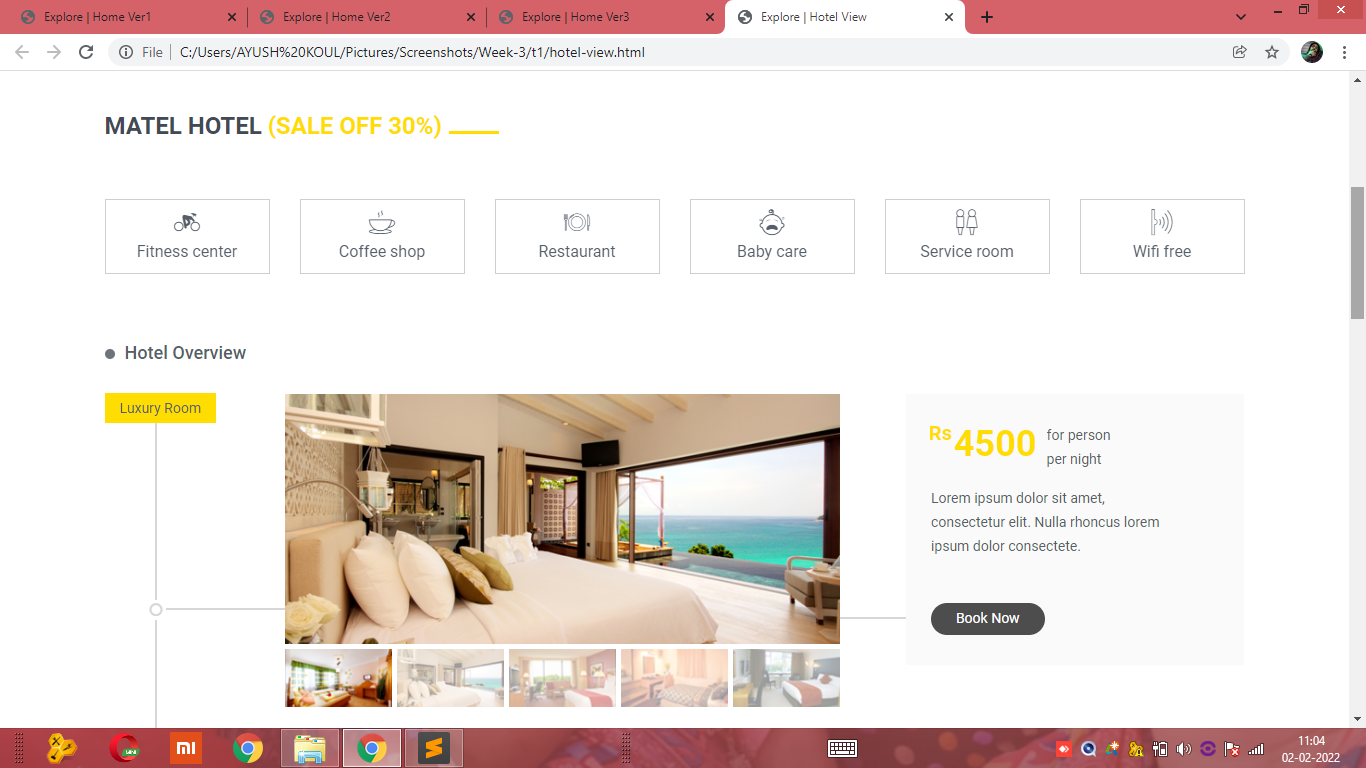 Explore | Home Ver1
Explore | Home Ver2
Explore | Home Ver3
Explore | Hotel View
File
C:/Users/AYUSH%20KOUL/Pictures/Screenshots/Week-3/t1/hotel-view.html
MATEL HOTEL (SALE OFF 30%)
Fitness center
Coffee shop
Restaurant
Baby care
Service room
Wifi free
Hotel Overview
Luxury Room
Rs 4500
for person
per night
Lorem ipsum dolor sit amet,
consectetur elit. Nulla rhoncus lorem
ipsum dolor consectete.
Book Now
mi
11:04
02-02-2022